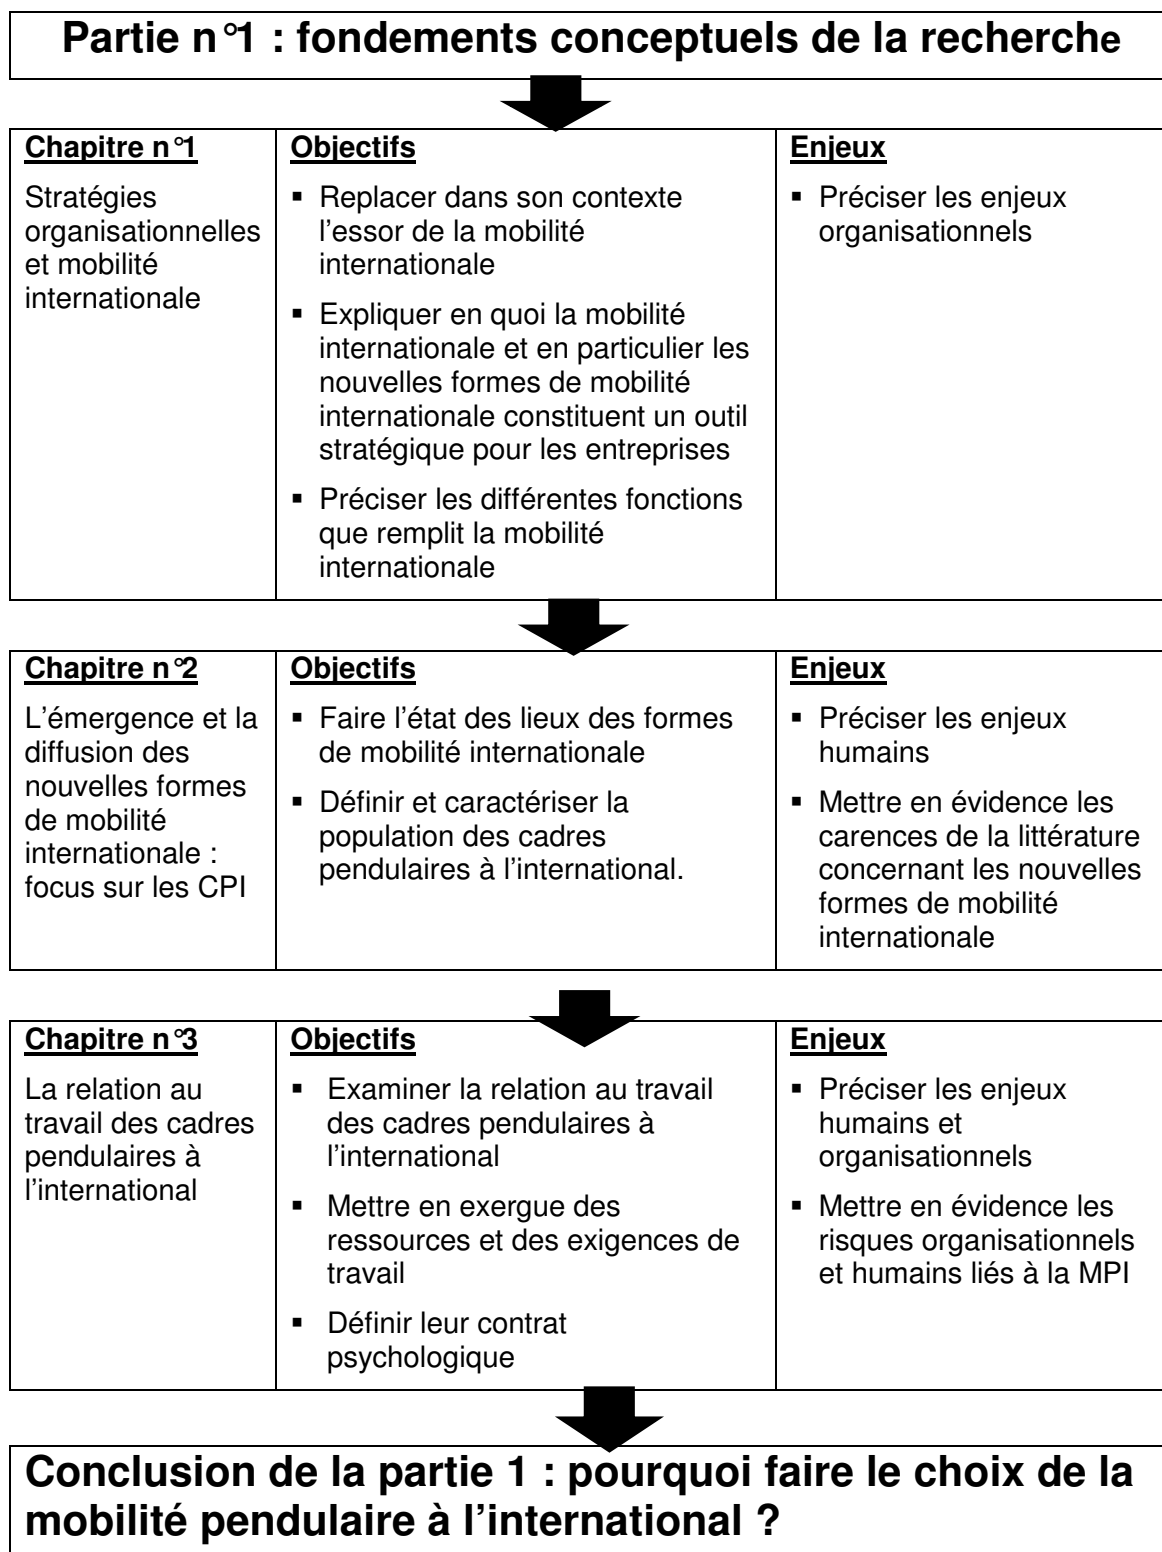 Partie n°1 : fondements conceptuels de la recherche
Chapitre n°1
Stratégies
organisationnelles
et mobilité
internationale
Objectifs
▪ Replacer dans son contexte
l’essor de la mobilité
internationale
▪ Expliquer en quoi la mobilité
internationale et en particulier les
nouvelles formes de mobilité
internationale constituent un outil
stratégique pour les entreprises
▪ Préciser les différentes fonctions
que remplit la mobilité
internationale
Enjeux
▪ Préciser les enjeux
organisationnels
Chapitre n°2
L’émergence et la
diffusion des
nouvelles formes
de mobilité
internationale :
focus sur les CPI
Objectifs
▪ Faire l’état des lieux des formes
de mobilité internationale
▪ Définir et caractériser la
population des cadres
pendulaires à l’international.
Enjeux
▪ Préciser les enjeux
humains
▪ Mettre en évidence les
carences de la littérature
concernant les nouvelles
formes de mobilité
internationale
Chapitre n°3
La relation au
travail des cadres
pendulaires à
l’international
Objectifs
▪ Examiner la relation au travail
des cadres pendulaires à
l’international
▪ Mettre en exergue des
ressources et des exigences de
travail
▪ Définir leur contrat
psychologique
Enjeux
▪ Préciser les enjeux
humains et
organisationnels
▪ Mettre en évidence les
risques organisationnels
et humains liés à la MPI
Conclusion de la partie 1 : pourquoi faire le choix de la
mobilité pendulaire à l’international ?